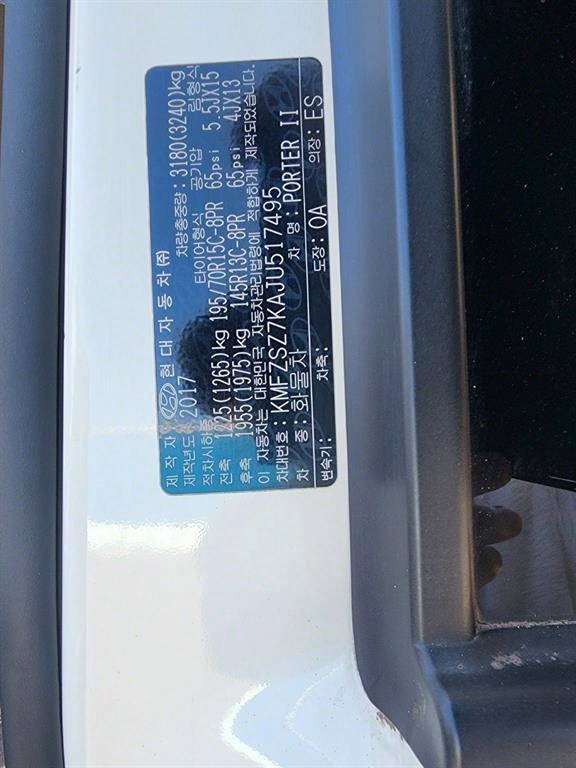 제 작 자: 현대자동차(주)
제작년도: 2017 차량총중량: 3180(3240)kg
적차시하중 타이어형식 공기압 림형식
전축 1225(1265)kg 195/70R15C-8PR 65psi 5.5JX15
후축 1955(1975)kg 145R13C-8PR 65psi 4JX13
이 자동차는 대한민국 자동차관리법령에 적합하게 제작되었습니다.
차대번호: KMFZSZ7KAJU517495
차 종: 화물차 차 명: PORTER II
변속기: 차축: 도장: OA 의장: ES